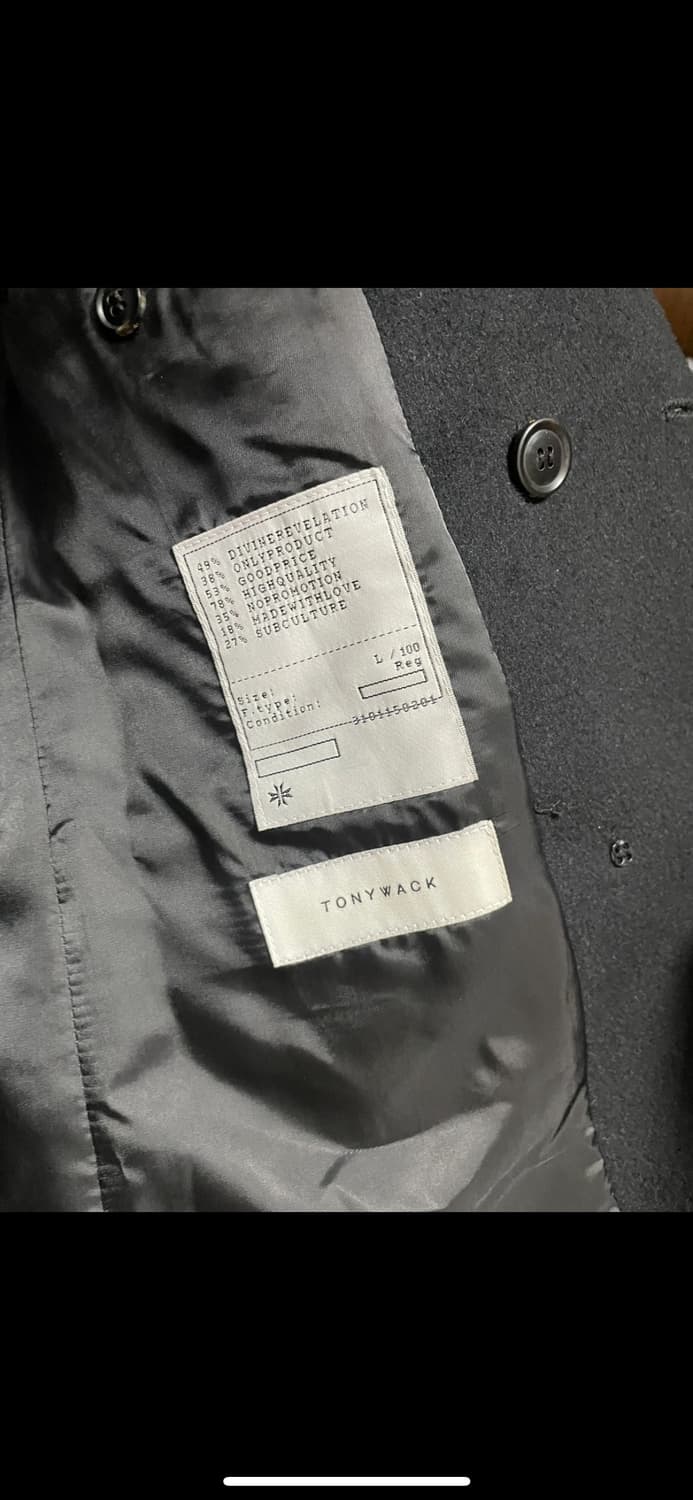 49% DIVINEREVELATION
38% ONLYPRODUCT
53% GOODPRICE
78% HIGHQUALITY
35% NOPROMOTION
18% MADEWITHLOVE
27% SUBCULTURE
Size: L / 100
F.type: Reg
Condition:
3101150201
TONYWACK